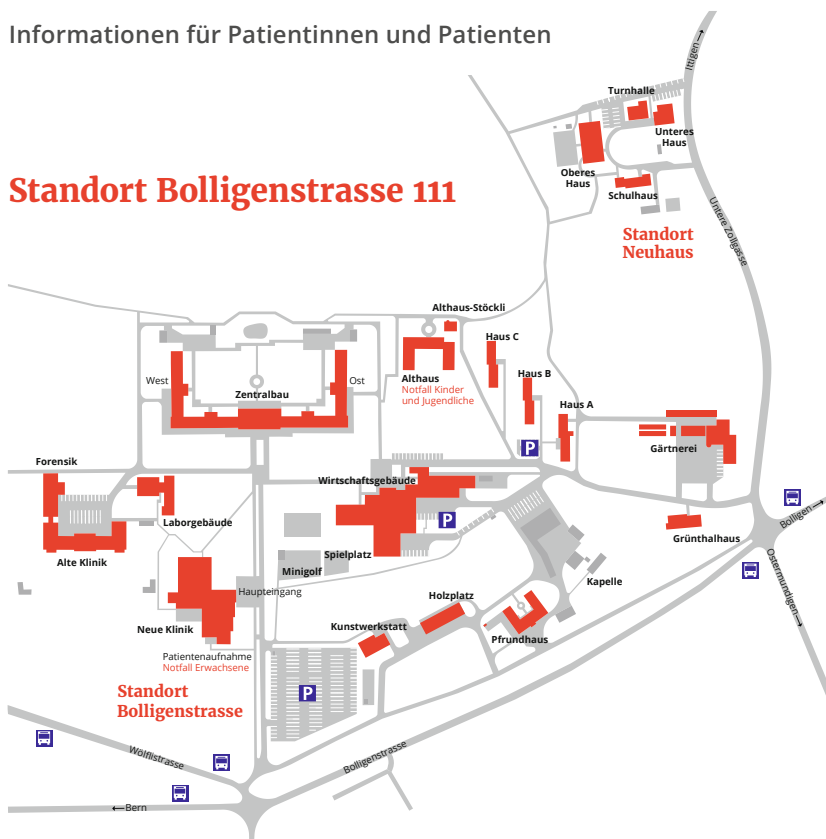 Informationen für Patientinnen und Patienten
Standort Bolligenstrasse 111
Ittigen→
Turnhalle
Unteres
Haus
Oberes
Haus
Schulhaus
Untere Zollgasse
Standort
Neuhaus
Althaus-Stöckli
Haus C
West
Ost
Zentralbau
Althaus
Notfall Kinder
und Jugendliche
Haus B
Haus A
P
Gärtnerei
Forensik
Wirtschaftsgebäude
P
Laborgebäude
Bolligen→
Grünthalhaus
Alte Klinik
Spielplatz
Minigolf
Ostermundigen→
Kapelle
Haupteingang
Holzplatz
Neue Klinik
Kunstwerkstatt
Pfrundhaus
Patientenaufnahme
Notfall Erwachsene
Standort
Bolligenstrasse
P
Wölflistrasse
Bolligenstrasse
←Bern